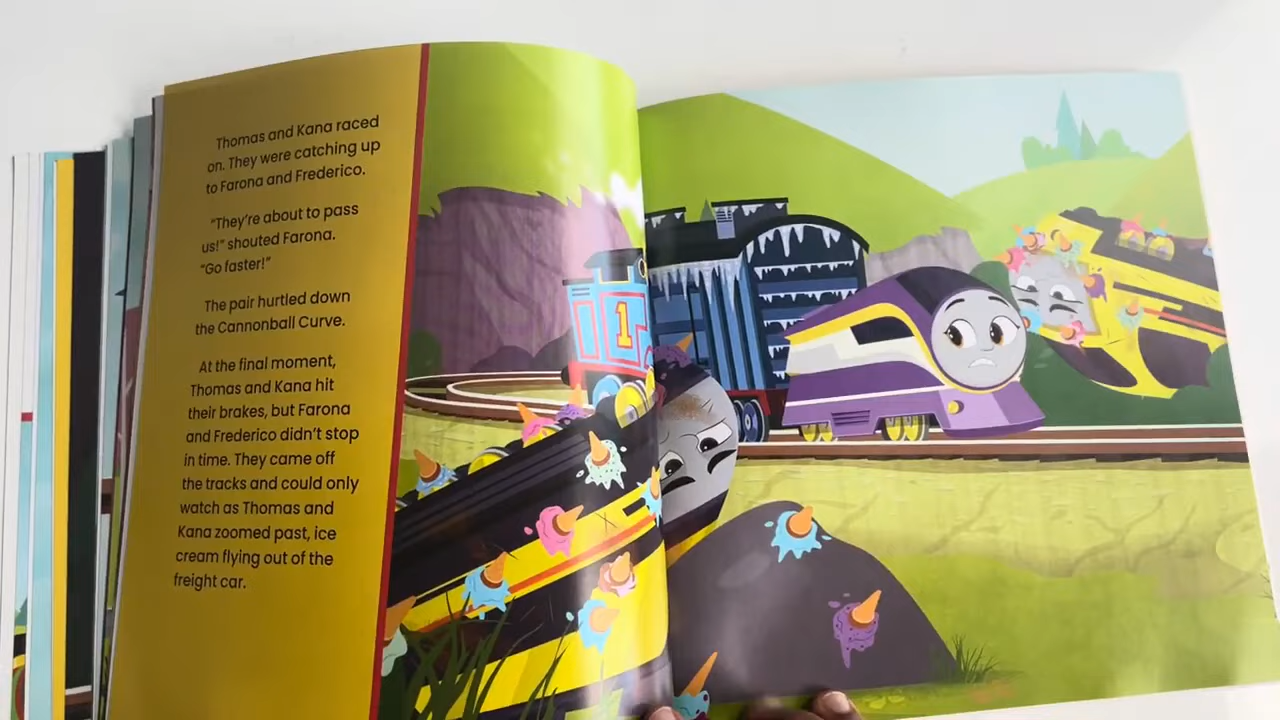 Thomas and Kana raced
on. They were catching up
to Farona and Frederico.
"They're about to pass
us!" shouted Farona.
"Go faster!"
The pair hurtled down
the Cannonball Curve.
At the final moment,
Thomas and Kana hit
their brakes, but Farona
and Frederico didn't stop
in time. They came off
the tracks and could only
watch as Thomas and
Kana zoomed past, ice
cream flying out of the
freight car.
1